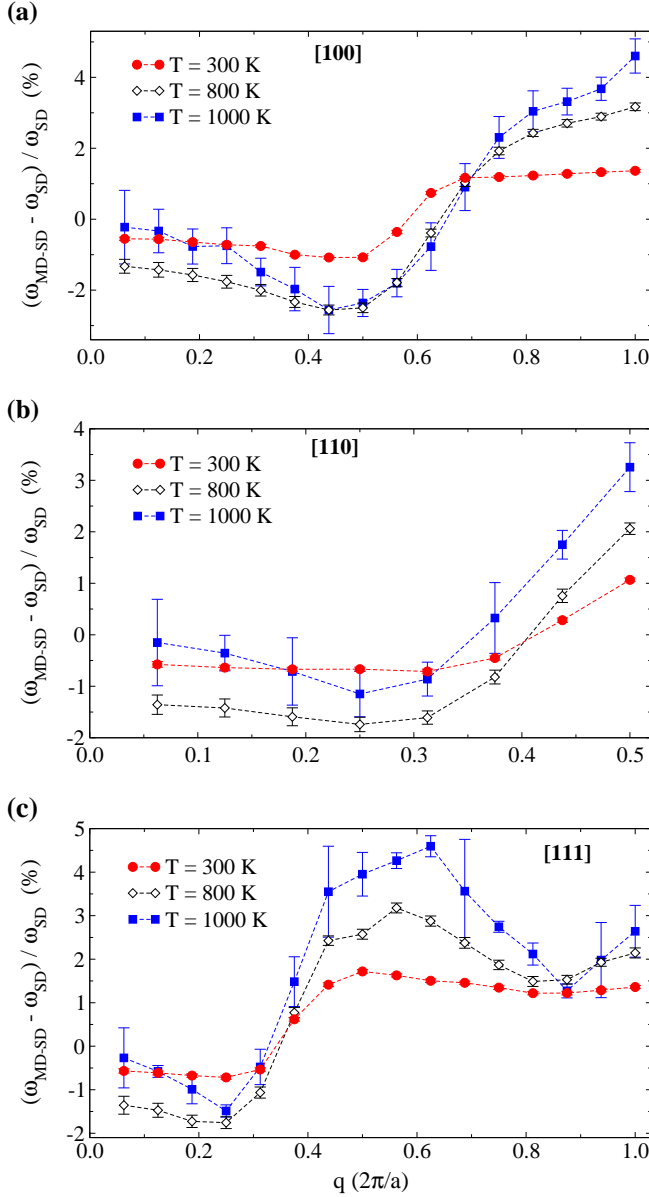 (a)
[100]
T = 300 K
T = 800 K
T = 1000 K
(ω_MD-SD - ω_SD) / ω_SD (%)
4
2
0
-2
0.0 0.2 0.4 0.6 0.8 1.0
(b)
[110]
T = 300 K
T = 800 K
T = 1000 K
(ω_MD-SD - ω_SD) / ω_SD (%)
4
3
2
1
0
-1
-2
0.0 0.1 0.2 0.3 0.4 0.5
(c)
[111]
T = 300 K
T = 800 K
T = 1000 K
(ω_MD-SD - ω_SD) / ω_SD (%)
5
4
3
2
1
0
-1
-2
0.0 0.2 0.4 0.6 0.8 1.0
q (2π/a)